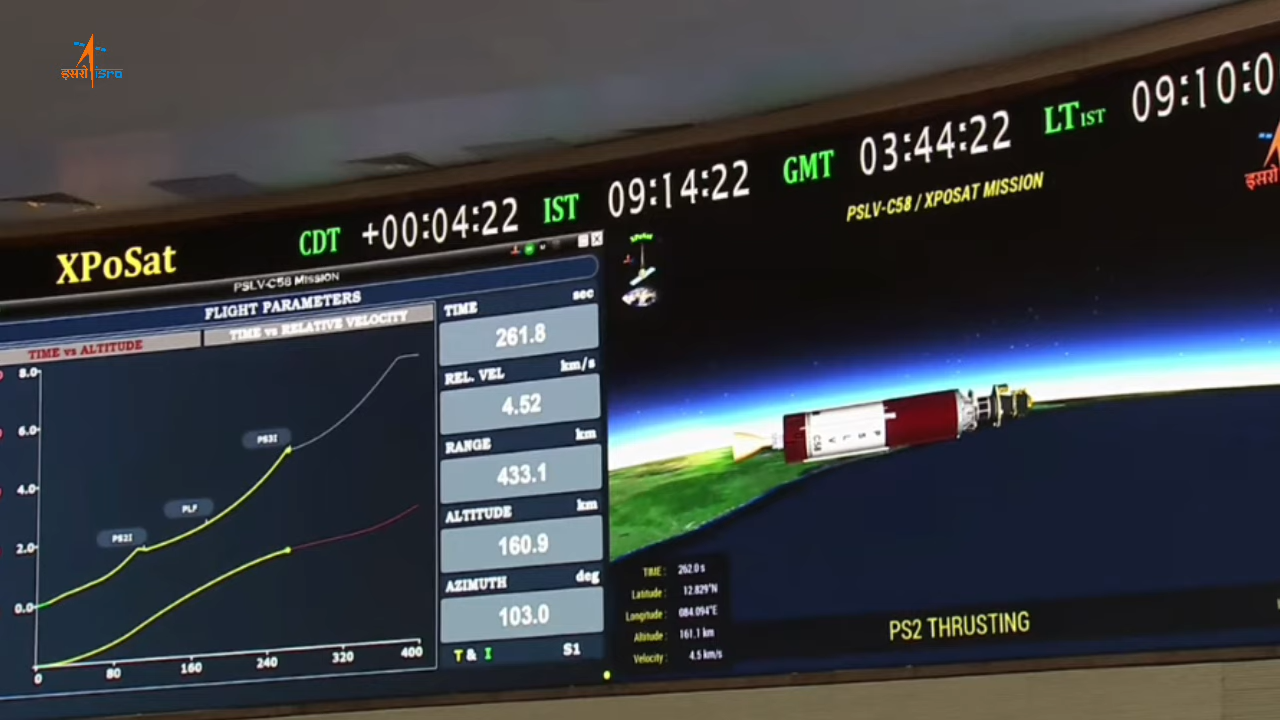 इसरो isro
CDT +00:04:22 IST 09:14:22 GMT 03:44:22 LT IST 09:10:0
इसरो
XPoSat
PSLV-C58 / XPOSAT MISSION
PSLV-C58 MISSION
FLIGHT PARAMETERS
TIME vs ALTITUDE
TIME vs RELATIVE VELOCITY
8.0
6.0
4.0
2.0
0.0
PS3I
PLF
PS2I
0 80 160 240 320 400
TIME sec
261.8
REL. VEL km/s
4.52
RANGE km
433.1
ALTITUDE km
160.9
AZIMUTH deg
103.0
T & I S1
XPoSat
PSLV
C58
TIME : 262.0 s
Latitude : 12.829°N
Longitude : 084.094°E
Altitude : 161.1 km
Velocity : 4.5 km/s
PS2 THRUSTING